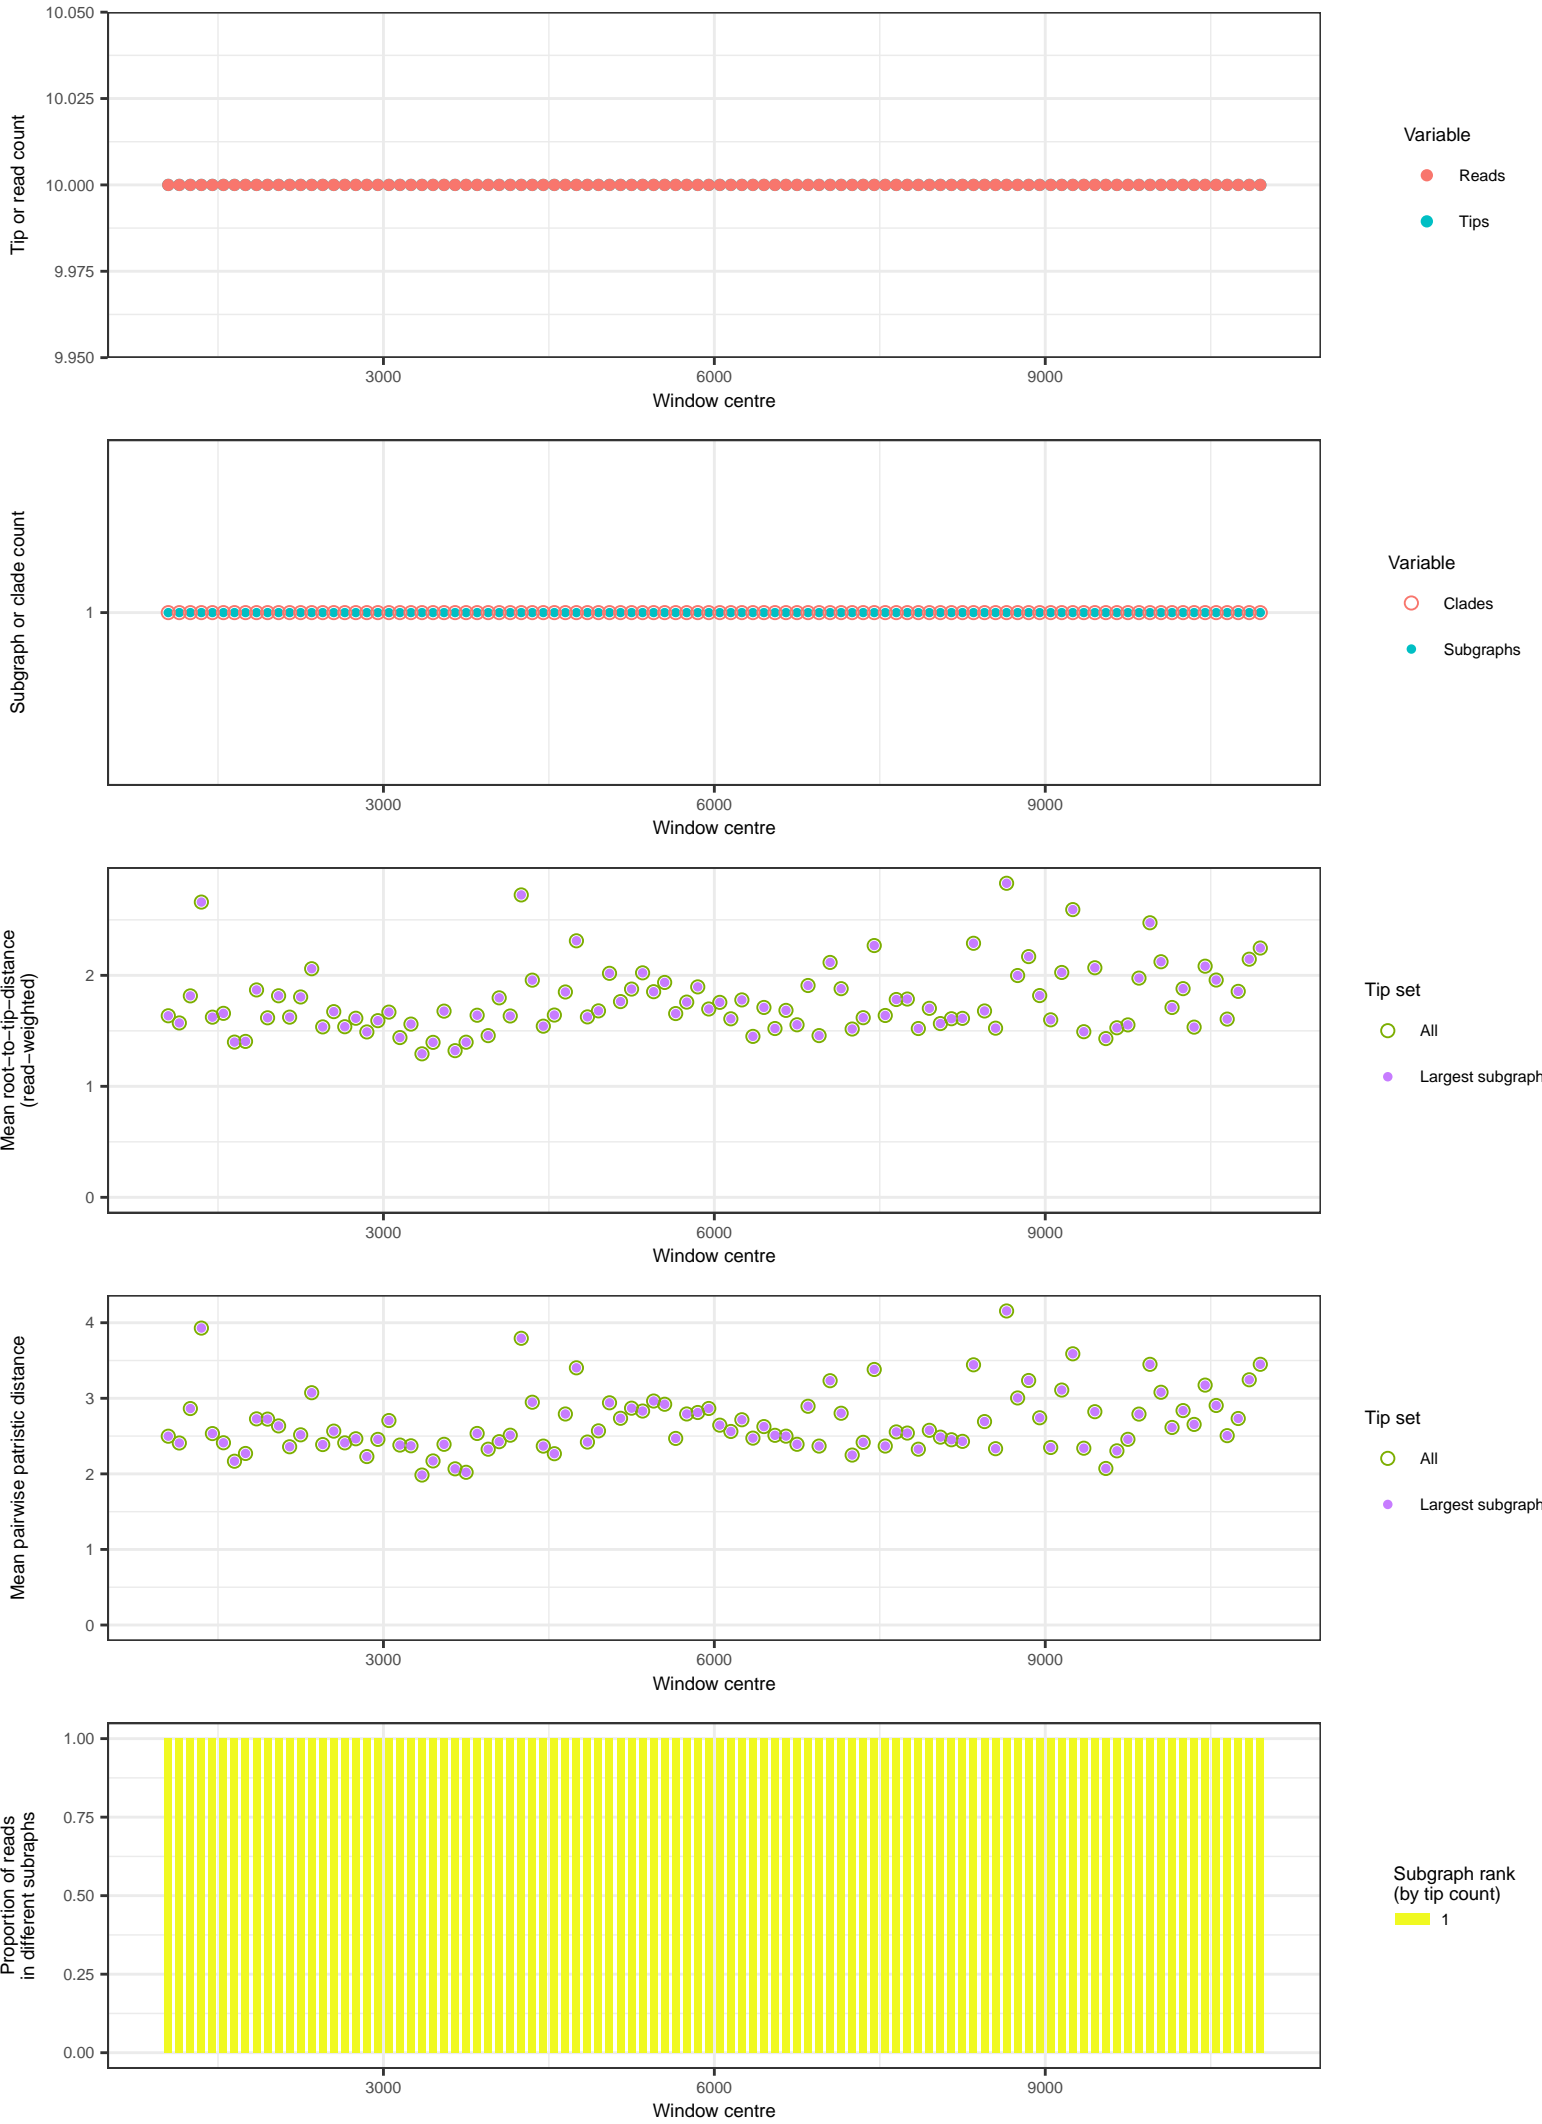 10.050
10.025
10.000
9.975
9.950
Tip or read count
3000
6000
9000
Window centre
Variable
Reads
Tips
1
Subgraph or clade count
3000
6000
9000
Window centre
Variable
Clades
Subgraphs
2
1
0
Mean root−to−tip−distance
(read−weighted)
3000
6000
9000
Window centre
Tip set
All
Largest subgraph
4
3
2
1
0
Mean pairwise patristic distance
3000
6000
9000
Window centre
Tip set
All
Largest subgraph
1.00
0.75
0.50
0.25
0.00
Proportion of reads
in different subraphs
3000
6000
9000
Window centre
Subgraph rank
(by tip count)
1